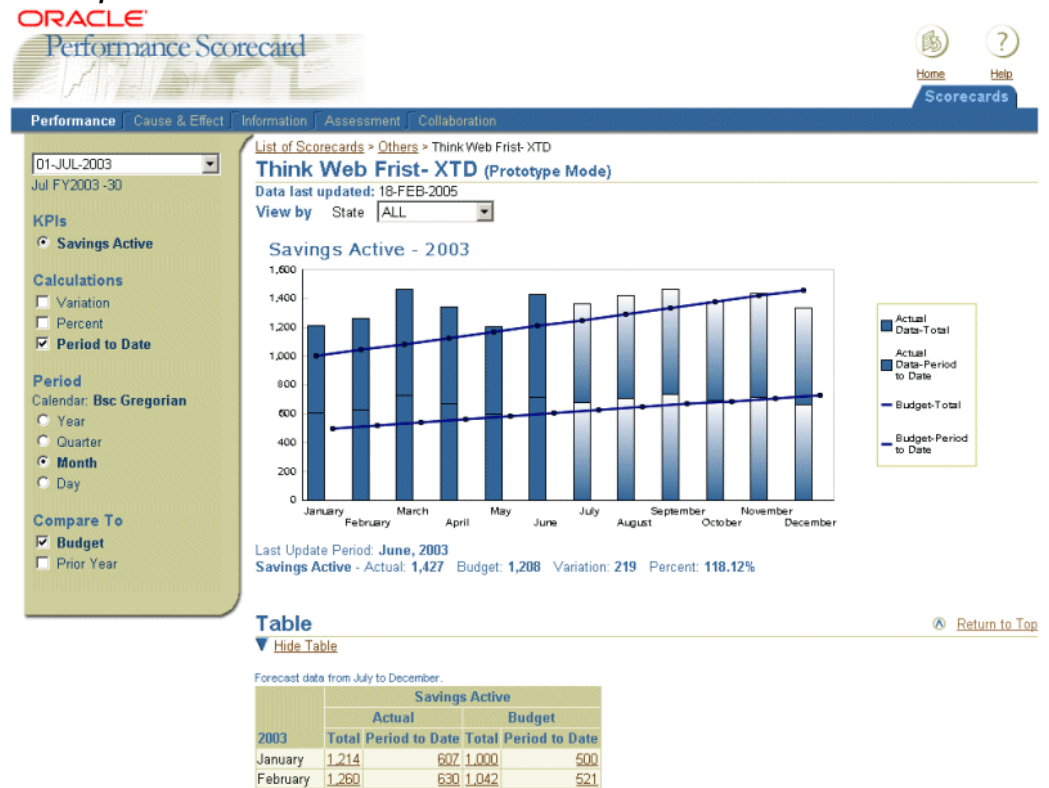 ORACLE
Performance Scorecard
Home
Help
Scorecards
Performance
Cause & Effect
Information
Assessment
Collaboration
01-JUL-2003
Jul FY2003 -30
KPIs
Savings Active
Calculations
Variation
Percent
Period to Date
Period
Calendar: Bsc Gregorian
Year
Quarter
Month
Day
Compare To
Budget
Prior Year
List of Scorecards > Others > Think Web Frist- XTD
Think Web Frist- XTD (Prototype Mode)
Data last updated: 18-FEB-2005
View by State ALL
Savings Active - 2003
1,600
1,400
1,200
1,000
800
600
400
200
0
January
February
March
April
May
June
July
August
September
October
November
December
Actual
Data-Total
Actual
Data-Period
to Date
Budget-Total
Budget-Period
to Date
Last Update Period: June, 2003
Savings Active - Actual: 1,427 Budget: 1,208 Variation: 219 Percent: 118.12%
Table
Return to Top
Hide Table
Forecast data from July to December.
Savings Active
Actual Budget
2003 Total Period to Date Total Period to Date
January 1,214 607 1,000 500
February 1,260 630 1,042 521